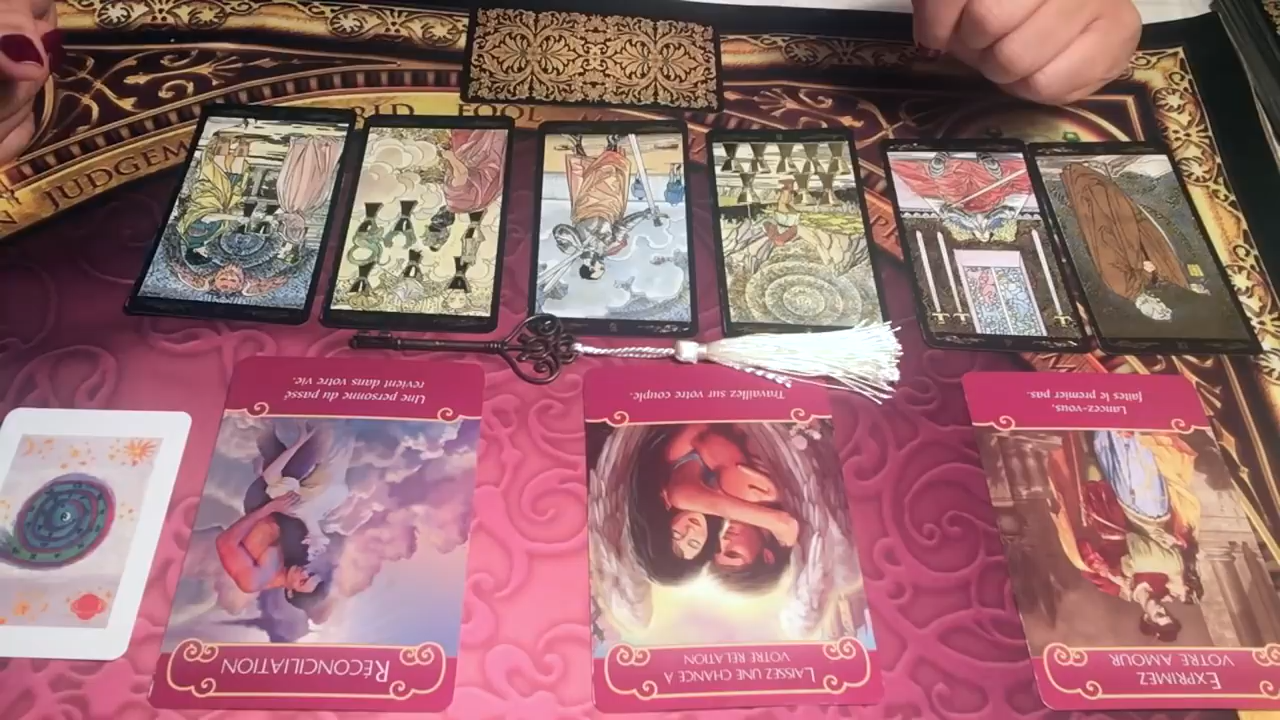 JUDGEM
FOOL
Une personne du passé
revient dans votre vie.
RÉCONCILIATION
Travaillez sur votre couple.
LAISSEZ UNE CHANCE À
VOTRE RELATION
Lancez-vous,
faites le premier pas.
EXPRIMEZ
VOTRE AMOUR